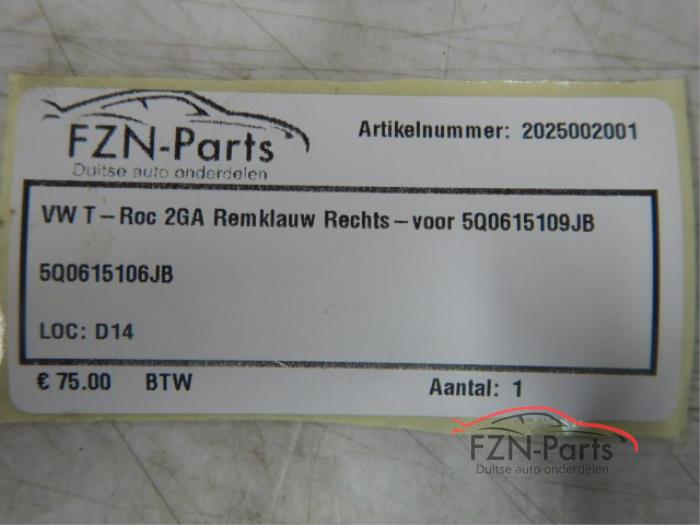 FZN-Parts
Duitse auto onderdelen
Artikelnummer: 2025002001
VW T-Roc 2GA Remklauw Rechts-voor 5Q0615109JB
5Q0615106JB
LOC: D14
€ 75.00 BTW
Aantal: 1
FZN-Parts
Duitse auto onderdelen